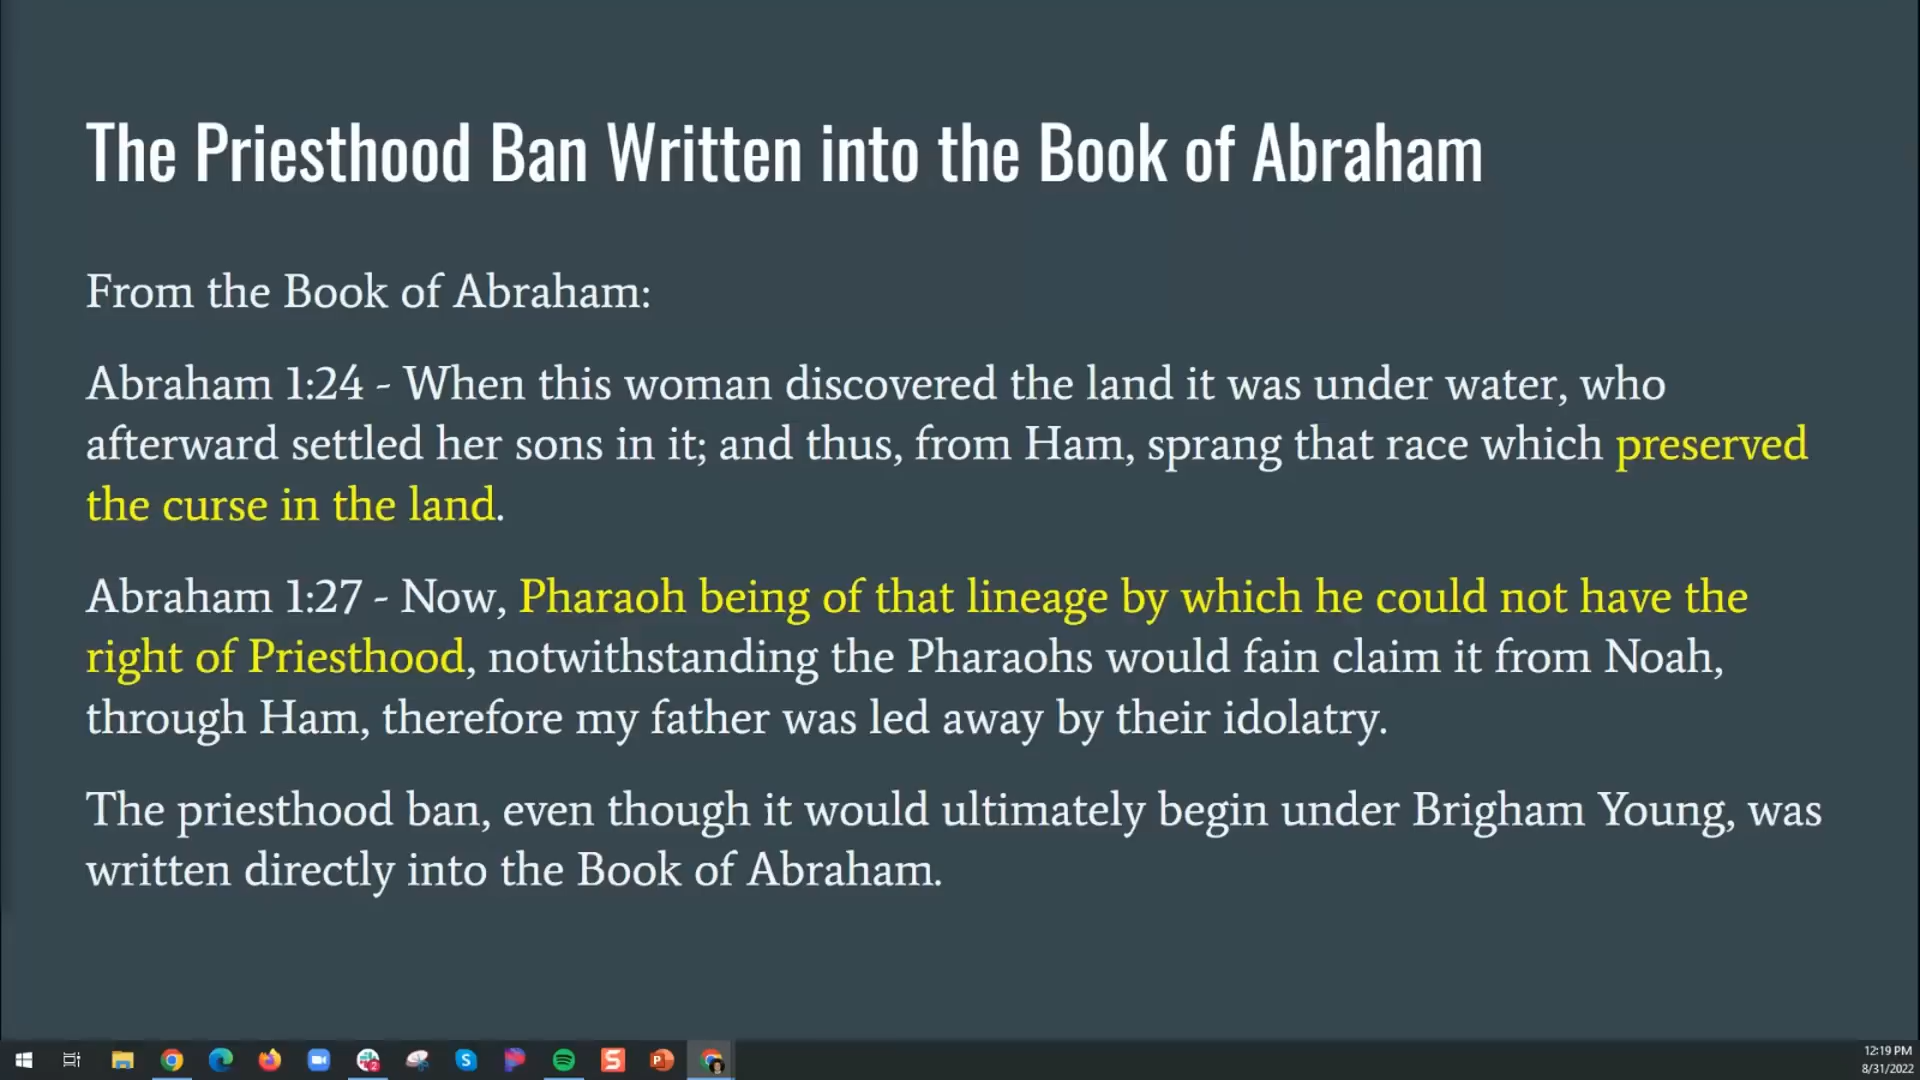 The Priesthood Ban Written into the Book of Abraham
From the Book of Abraham:
Abraham 1:24 - When this woman discovered the land it was under water, who
afterward settled her sons in it; and thus, from Ham, sprang that race which preserved
the curse in the land.
Abraham 1:27 - Now, Pharaoh being of that lineage by which he could not have the
right of Priesthood, notwithstanding the Pharaohs would fain claim it from Noah,
through Ham, therefore my father was led away by their idolatry.
The priesthood ban, even though it would ultimately begin under Brigham Young, was
written directly into the Book of Abraham.
12:19 PM
8/31/2022